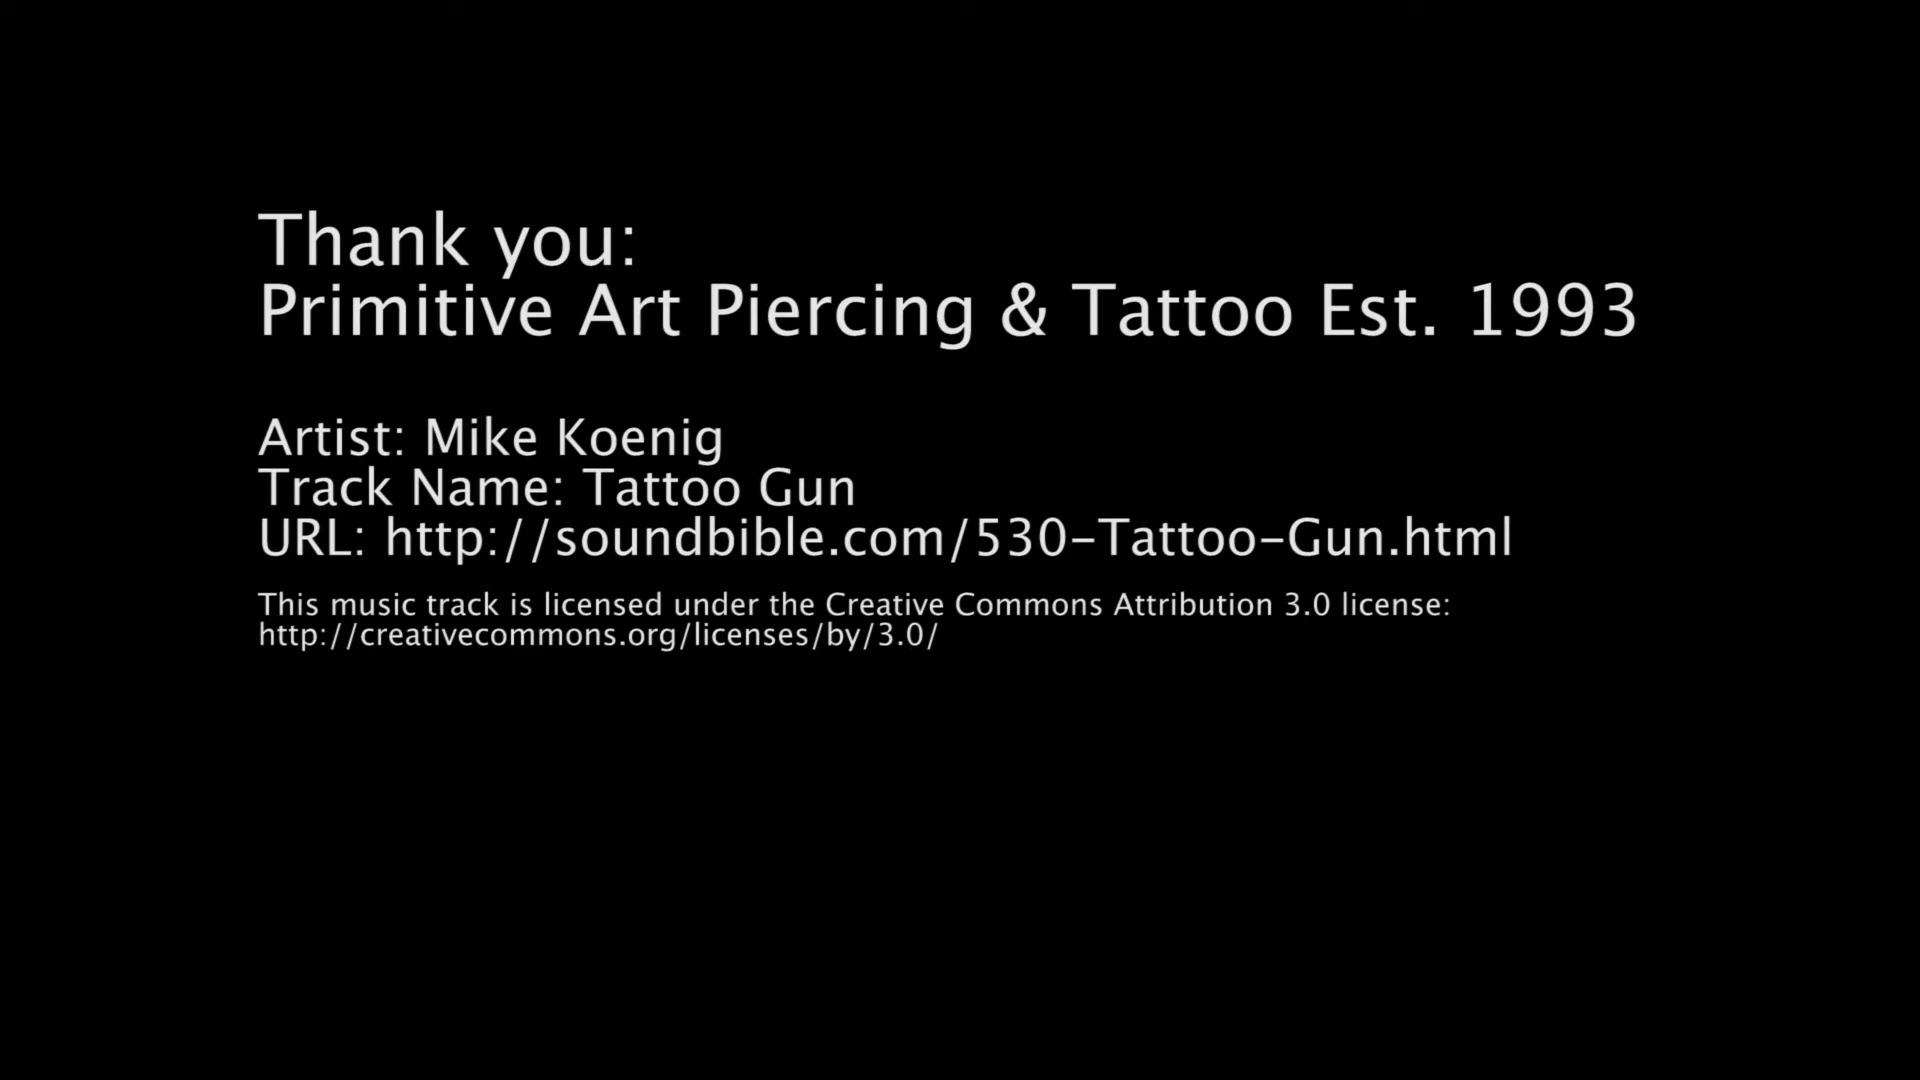 Thank you:
Primitive Art Piercing & Tattoo Est. 1993
Artist: Mike Koenig
Track Name: Tattoo Gun
URL: http://soundbible.com/530-Tattoo-Gun.html
This music track is licensed under the Creative Commons Attribution 3.0 license:
http://creativecommons.org/licenses/by/3.0/